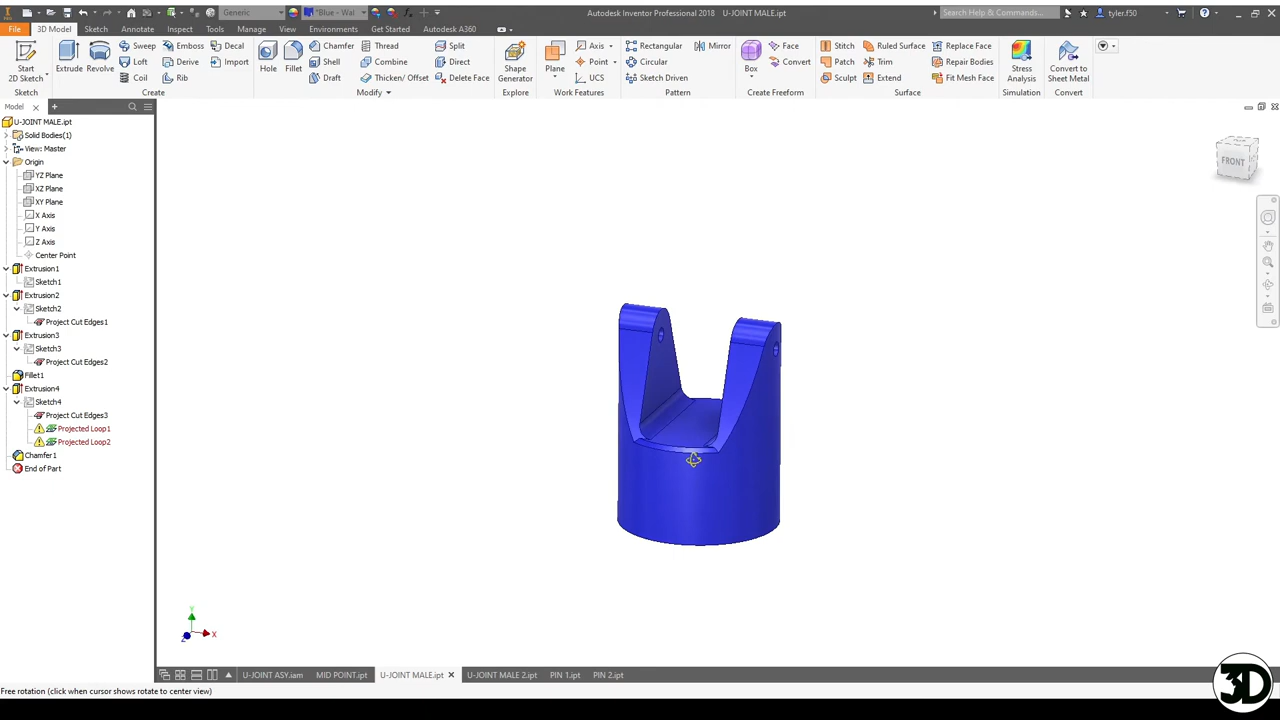 Generic
"Blue - Wal
Autodesk Inventor Professional 2018 U-JOINT MALE.ipt
Search Help & Commands...
tyler.f50
File 3D Model Sketch Annotate Inspect Tools Manage View Environments Get Started Autodesk A360
Start 2D Sketch
Sketch
Extrude
Revolve
Sweep
Loft
Coil
Emboss
Derive
Rib
Decal
Import
Create
Hole
Fillet
Chamfer
Shell
Draft
Thread
Combine
Thicken/ Offset
Split
Direct
Delete Face
Modify
Shape Generator
Explore
Plane
Axis
Point
UCS
Work Features
Rectangular
Circular
Sketch Driven
Mirror
Pattern
Box
Face
Convert
Create Freeform
Stitch
Patch
Sculpt
Ruled Surface
Trim
Extend
Replace Face
Repair Bodies
Fit Mesh Face
Surface
Stress Analysis
Simulation
Convert to Sheet Metal
Convert
Model
U-JOINT MALE.ipt
Solid Bodies(1)
View: Master
Origin
YZ Plane
XZ Plane
XY Plane
X Axis
Y Axis
Z Axis
Center Point
Extrusion1
Sketch1
Extrusion2
Sketch2
Project Cut Edges1
Extrusion3
Sketch3
Project Cut Edges2
Fillet1
Extrusion4
Sketch4
Project Cut Edges3
Projected Loop1
Projected Loop2
Chamfer1
End of Part
FRONT
Y
X
Z
U-JOINT ASY.iam MID POINT.ipt U-JOINT MALE.ipt U-JOINT MALE 2.ipt PIN 1.ipt PIN 2.ipt
Free rotation (click when cursor shows rotate to center view)
3D